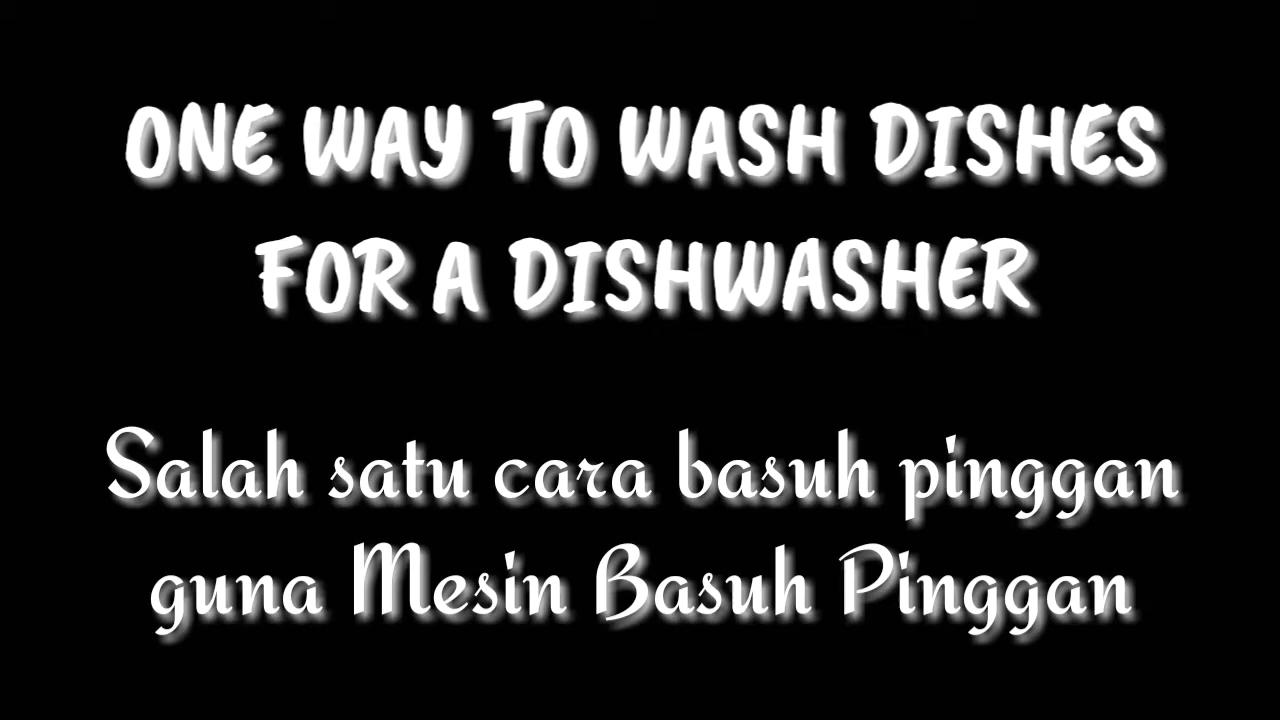 ONE WAY TO WASH DISHES
FOR A DISHWASHER
Salah satu cara basuh pinggan
guna Mesin Basuh Pinggan